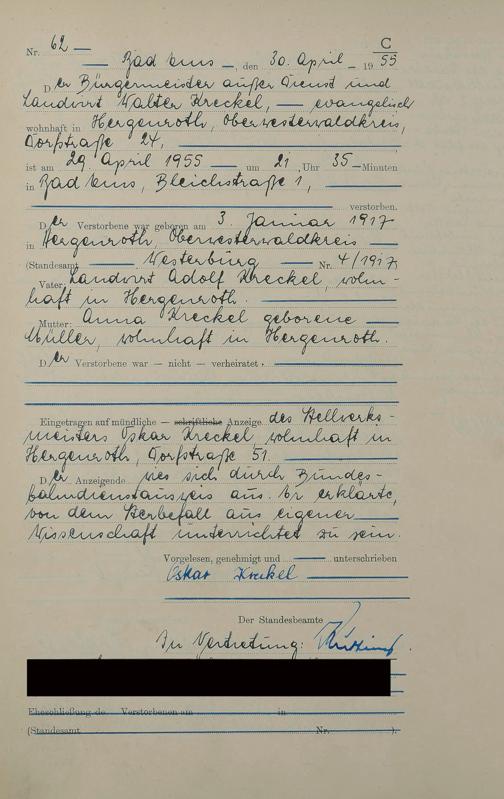 C
Nr. 62
Bad Ems, den 30. April 1955
Der Bürgermeister außer Dienst und
Landwirt Walter Kreckel, evangelisch
wohnhaft in Hergenroth, Oberwesterwaldkreis,
Dorfstraße 24,
ist am 29. April 1955 um 21 Uhr 35 Minuten
in Bad Ems, Bleichstraße 1,
verstorben.
Der Verstorbene war geboren am 3. Januar 1917
in Hergenroth, Oberwesterwaldkreis
(Standesamt Westerburg Nr. 4/1917)
Vater: Landwirt Adolf Kreckel, wohn-
haft in Hergenroth.
Mutter: Anna Kreckel geborene
Müller, wohnhaft in Hergenroth.
Der Verstorbene war — nicht — verheiratet.
Eingetragen auf mündliche — schriftliche Anzeige des Stellwerks-
meisters Oskar Kreckel, wohnhaft in
Hergenroth, Dorfstraße 51.
Der Anzeigende wies sich durch Bundes-
bahndienstausweis aus. Er erklärte,
von dem Sterbefall aus eigener
Wissenschaft unterrichtet zu sein.
Vorgelesen, genehmigt und unterschrieben
Oskar Kreckel
Der Standesbeamte
In Vertretung:
Eheschließung de Verstorbenen am in
(Standesamt Nr. ).